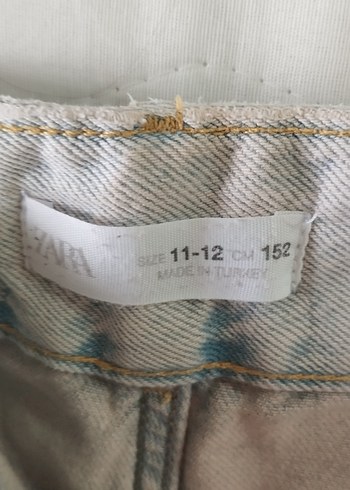 ZARA
SIZE 11-12 CM 152
MADE IN TURKEY